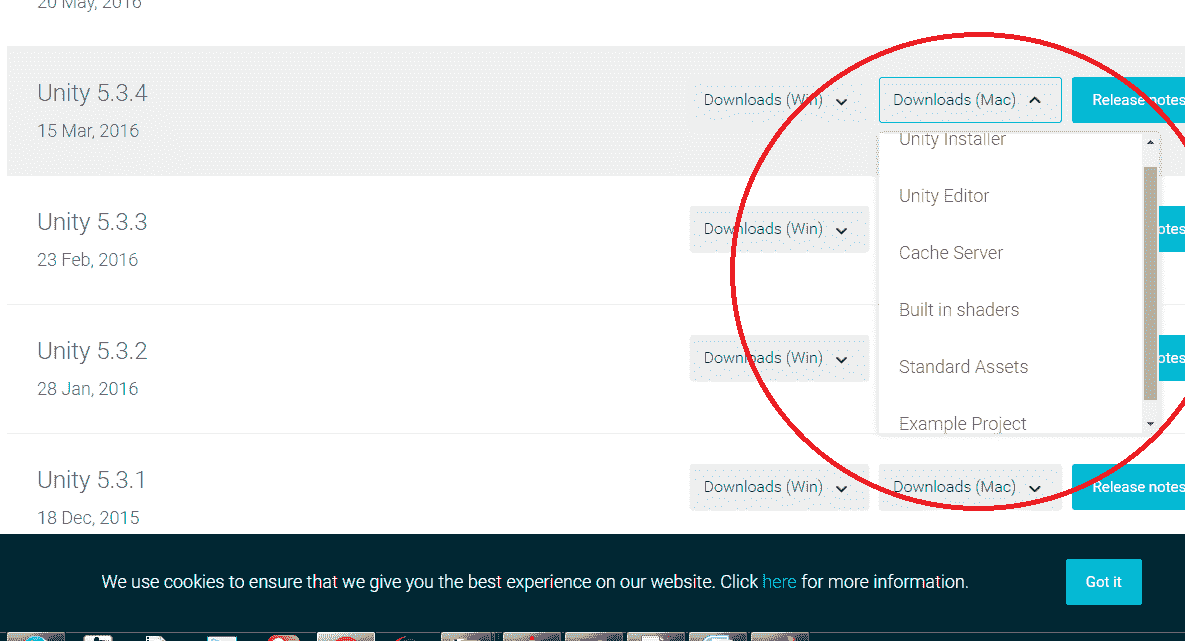 20 May, 2016
Unity 5.3.4
Downloads (Win)
Downloads (Mac)
Release notes
15 Mar, 2016
Unity Installer
Unity Editor
Cache Server
Built in shaders
Standard Assets
Example Project
Unity 5.3.3
Downloads (Win)
otes
23 Feb, 2016
Unity 5.3.2
Downloads (Win)
otes
28 Jan, 2016
Unity 5.3.1
Downloads (Win)
Downloads (Mac)
Release notes
18 Dec, 2015
We use cookies to ensure that we give you the best experience on our website. Click here for more information.
Got it